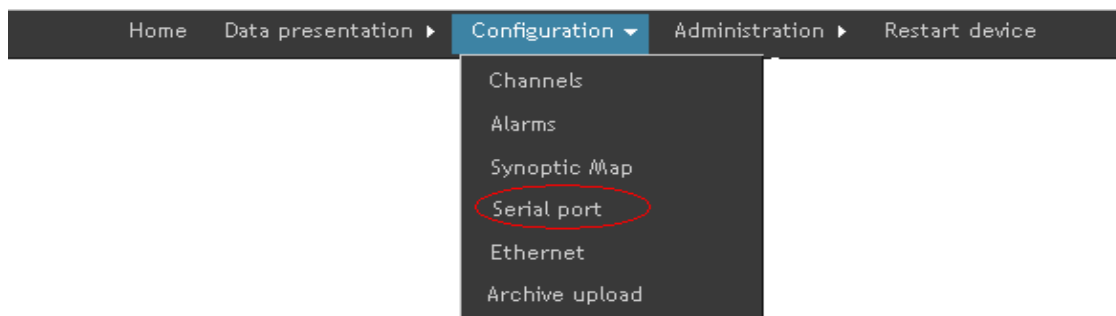 Home Data presentation Configuration Administration Restart device
Channels
Alarms
Synoptic Map
Serial port
Ethernet
Archive upload